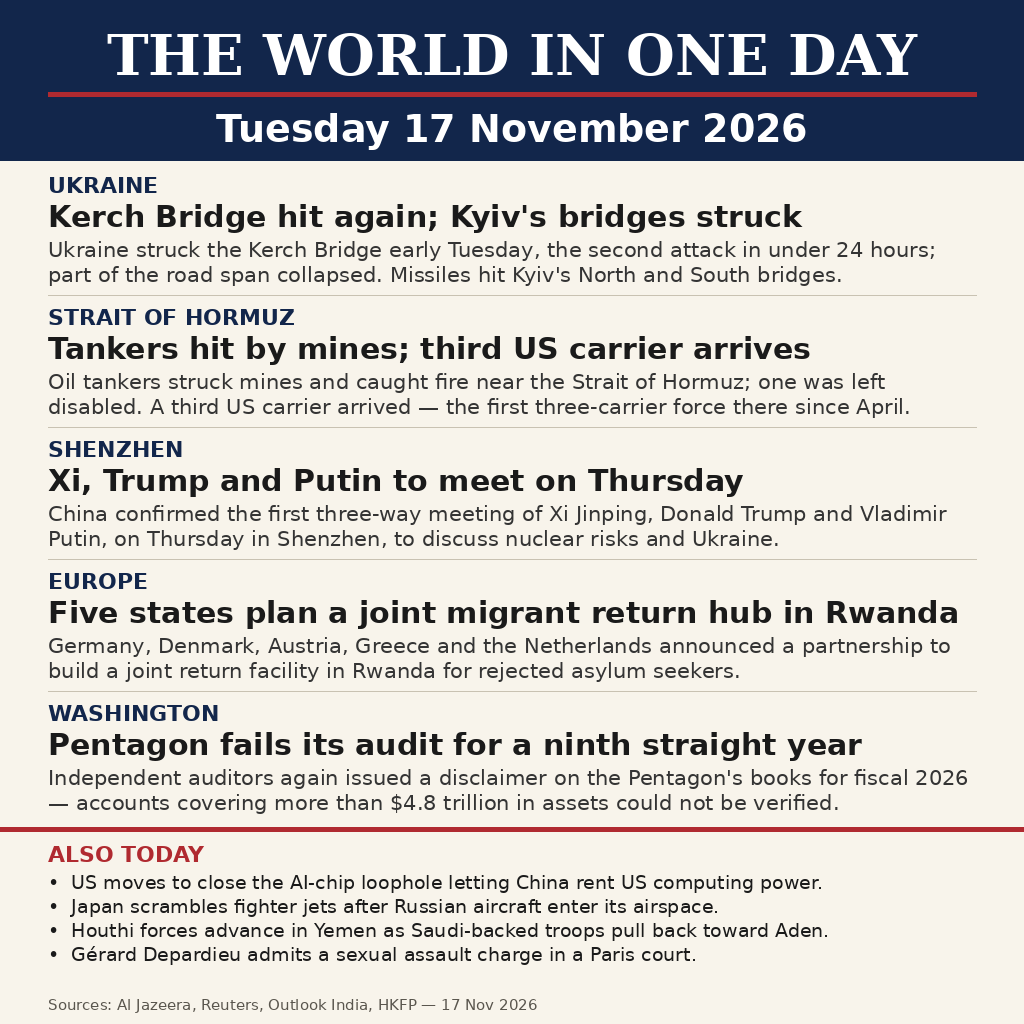 THE WORLD IN ONE DAY
Tuesday 17 November 2026
UKRAINE
Kerch Bridge hit again; Kyiv's bridges struck
Ukraine struck the Kerch Bridge early Tuesday, the second attack in under 24 hours;
part of the road span collapsed. Missiles hit Kyiv's North and South bridges.
STRAIT OF HORMUZ
Tankers hit by mines; third US carrier arrives
Oil tankers struck mines and caught fire near the Strait of Hormuz; one was left
disabled. A third US carrier arrived — the first three-carrier force there since April.
SHENZHEN
Xi, Trump and Putin to meet on Thursday
China confirmed the first three-way meeting of Xi Jinping, Donald Trump and Vladimir
Putin, on Thursday in Shenzhen, to discuss nuclear risks and Ukraine.
EUROPE
Five states plan a joint migrant return hub in Rwanda
Germany, Denmark, Austria, Greece and the Netherlands announced a partnership to
build a joint return facility in Rwanda for rejected asylum seekers.
WASHINGTON
Pentagon fails its audit for a ninth straight year
Independent auditors again issued a disclaimer on the Pentagon's books for fiscal 2026
— accounts covering more than $4.8 trillion in assets could not be verified.
ALSO TODAY
• US moves to close the AI-chip loophole letting China rent US computing power.
• Japan scrambles fighter jets after Russian aircraft enter its airspace.
• Houthi forces advance in Yemen as Saudi-backed troops pull back toward Aden.
• Gérard Depardieu admits a sexual assault charge in a Paris court.
Sources: Al Jazeera, Reuters, Outlook India, HKFP — 17 Nov 2026